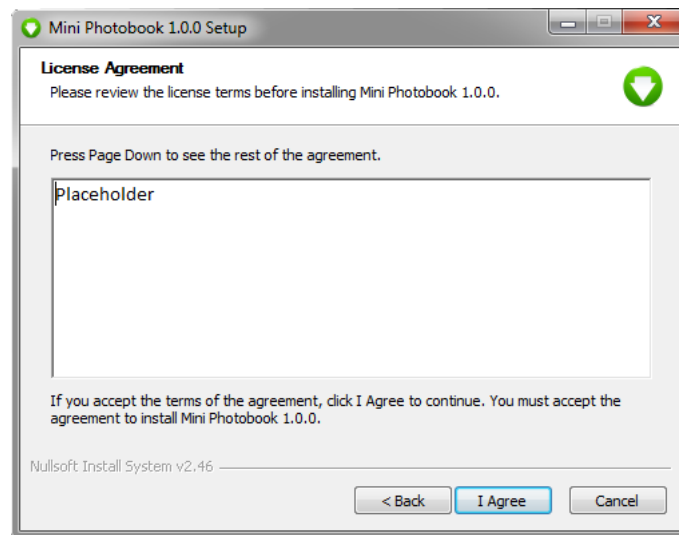 Mini Photobook 1.0.0 Setup
License Agreement
Please review the license terms before installing Mini Photobook 1.0.0.
Press Page Down to see the rest of the agreement.
Placeholder
If you accept the terms of the agreement, click I Agree to continue. You must accept the
agreement to install Mini Photobook 1.0.0.
Nullsoft Install System v2.46
< Back
I Agree
Cancel